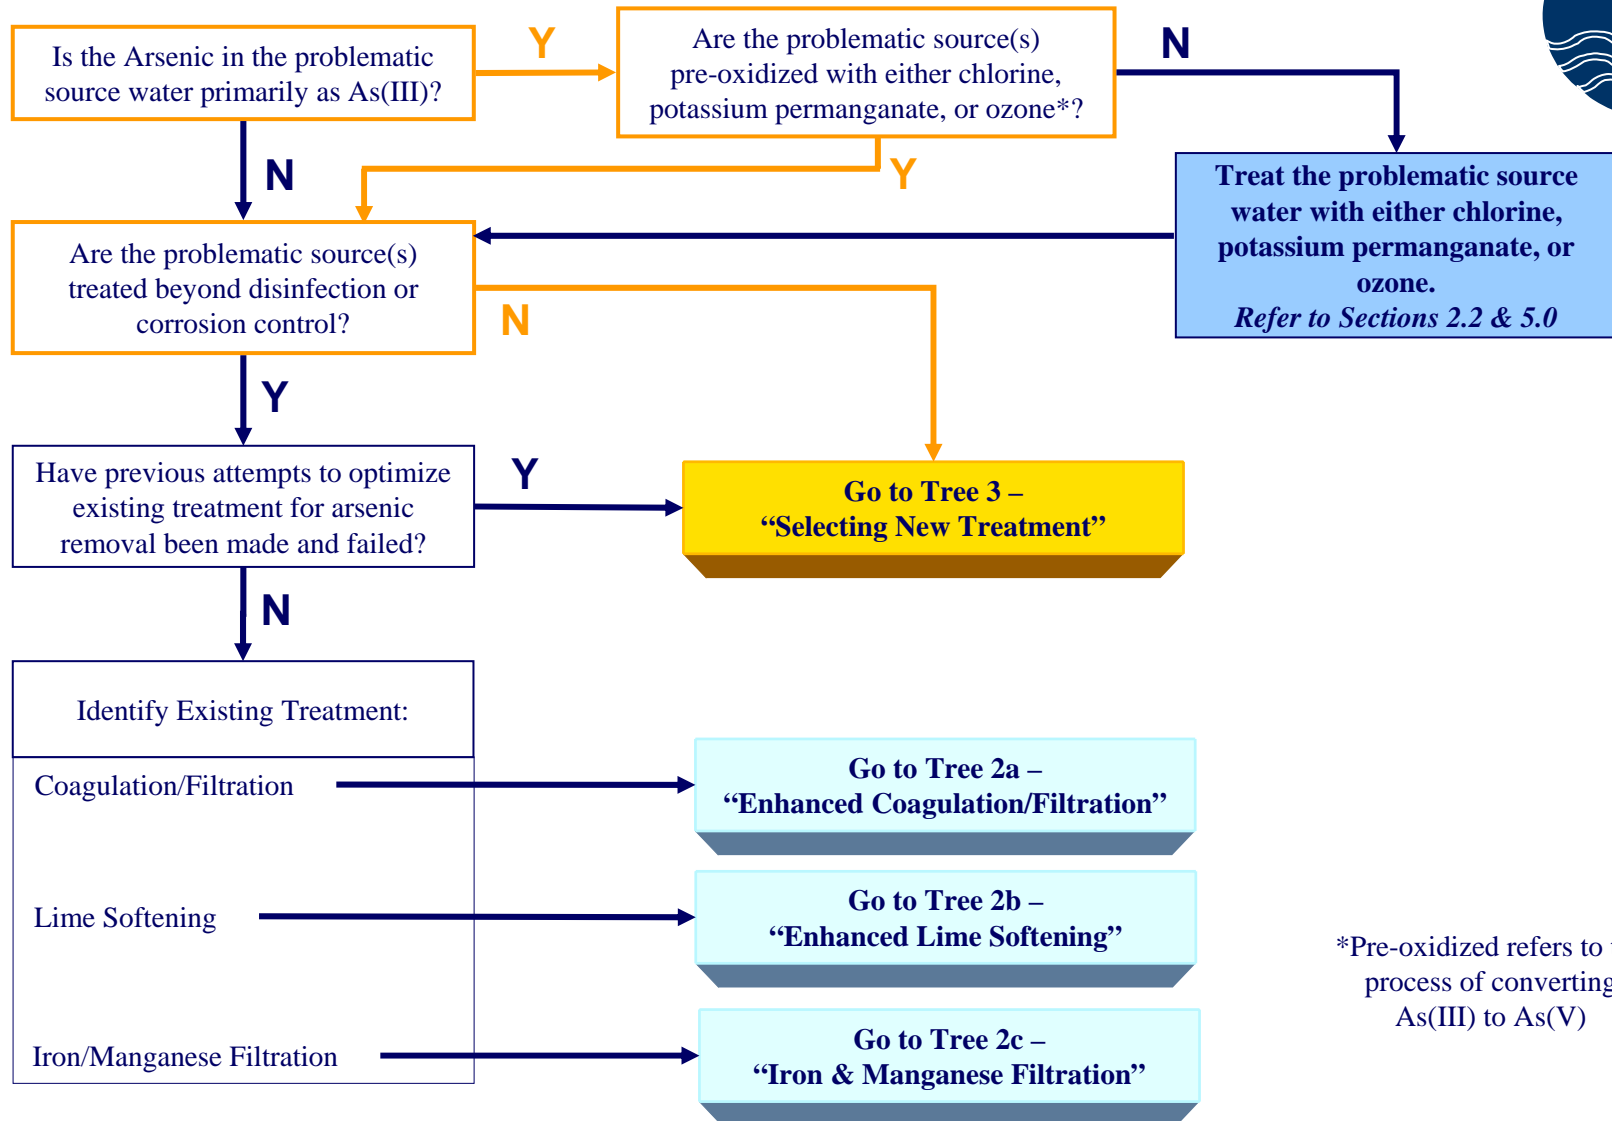 Is the Arsenic in the problematic
source water primarily as As(III)?
Y
Are the problematic source(s)
pre-oxidized with either chlorine,
potassium permanganate, or ozone*?
N
N
Y
Treat the problematic source
water with either chlorine,
potassium permanganate, or
ozone.
Refer to Sections 2.2 & 5.0
Are the problematic source(s)
treated beyond disinfection or
corrosion control?
N
Y
Have previous attempts to optimize
existing treatment for arsenic
removal been made and failed?
Y
Go to Tree 3 –
“Selecting New Treatment”
N
Identify Existing Treatment:
Coagulation/Filtration
Go to Tree 2a –
“Enhanced Coagulation/Filtration”
Lime Softening
Go to Tree 2b –
“Enhanced Lime Softening”
Iron/Manganese Filtration
Go to Tree 2c –
“Iron & Manganese Filtration”
*Pre-oxidized refers to
process of converting
As(III) to As(V)